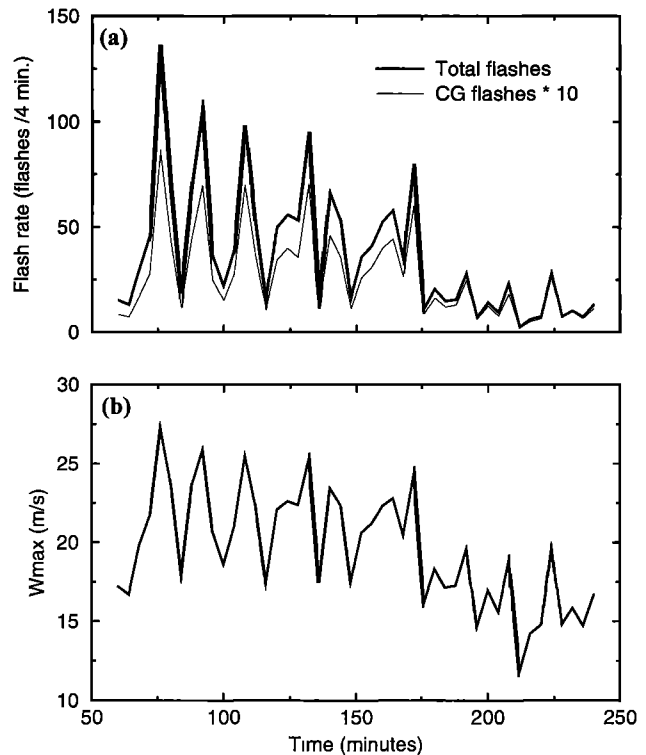 (a)
150
100
50
0
Flash rate (flashes /4 min.)
Total flashes
CG flashes * 10
(b)
30
25
20
15
10
Wmax (m/s)
50
100
150
200
250
Time (minutes)